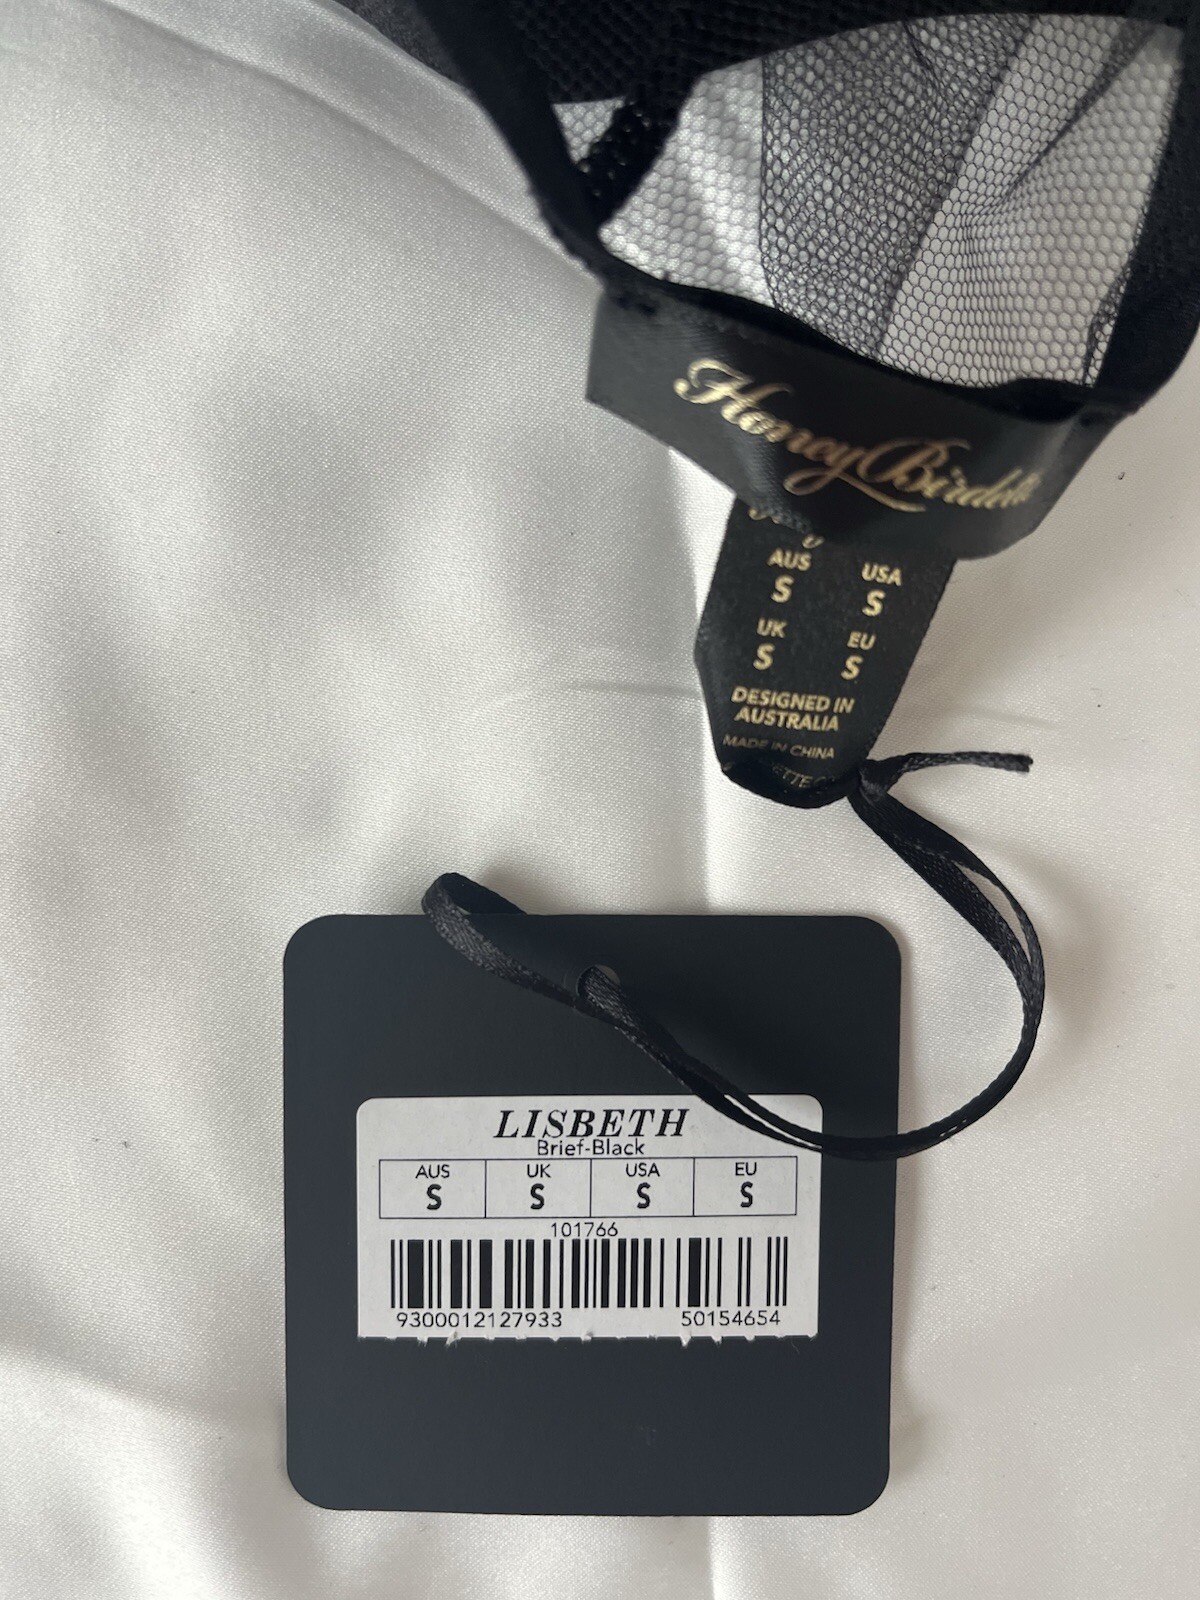 Honey Birdette
AUS USA
S S
UK EU
S S
DESIGNED IN
AUSTRALIA
MADE IN CHINA
LISBETH
Brief-Black
AUS UK USA EU
S S S S
101766
9300012127933 50154654